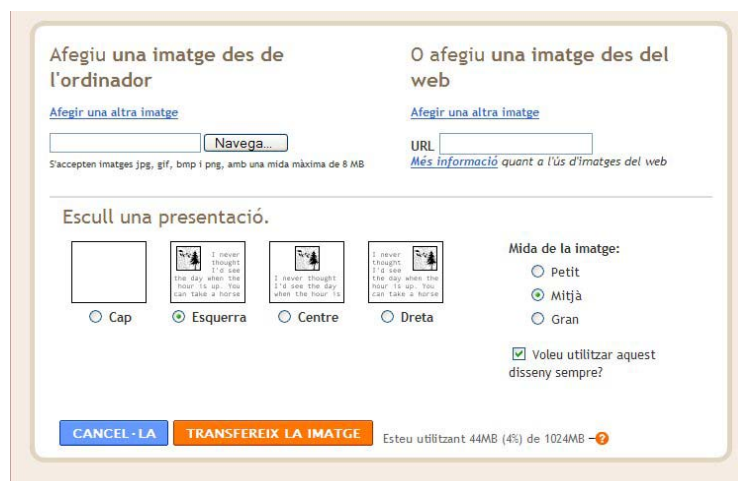 Afegiu una imatge des de
l'ordinador
Afegir una altra imatge
Navega...
S'accepten imatges jpg, gif, bmp i png, amb una mida màxima de 8 MB
O afegiu una imatge des del
web
Afegir una altra imatge
URL
Més informació quant a l'ús d'imatges del web
Escull una presentació.
I never
thought
I'd see
the day when the
hour is up. You
can take a horse
I never thought
I'd see the day
when the hour is
I never
thought
I'd see
the day when the
hour is up. You
can take a horse
Cap
Esquerra
Centre
Dreta
Mida de la imatge:
Petit
Mitjà
Gran
Voleu utilitzar aquest
disseny sempre?
CANCEL·LA
TRANSFEREIX LA IMATGE
Esteu utilitzant 44MB (4%) de 1024MB –?